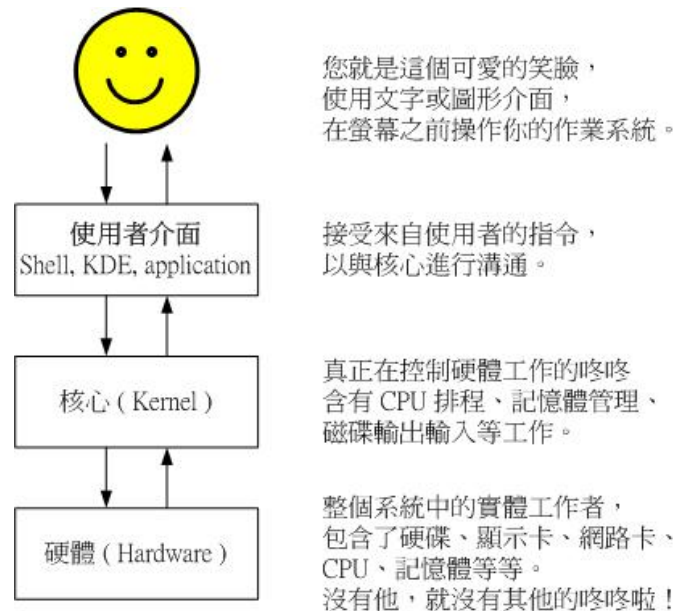 您就是這個可愛的笑臉，
使用文字或圖形介面，
在螢幕之前操作你的作業系統。
使用者介面
Shell, KDE, application
接受來自使用者的指令，
以與核心進行溝通。
核心 ( Kernel )
真正在控制硬體工作的咚咚
含有 CPU 排程、記憶體管理、
磁碟輸出輸入等工作。
硬體 ( Hardware )
整個系統中的實體工作者，
包含了硬碟、顯示卡、網路卡、
CPU、記憶體等等。
沒有他，就沒有其他的咚咚啦！